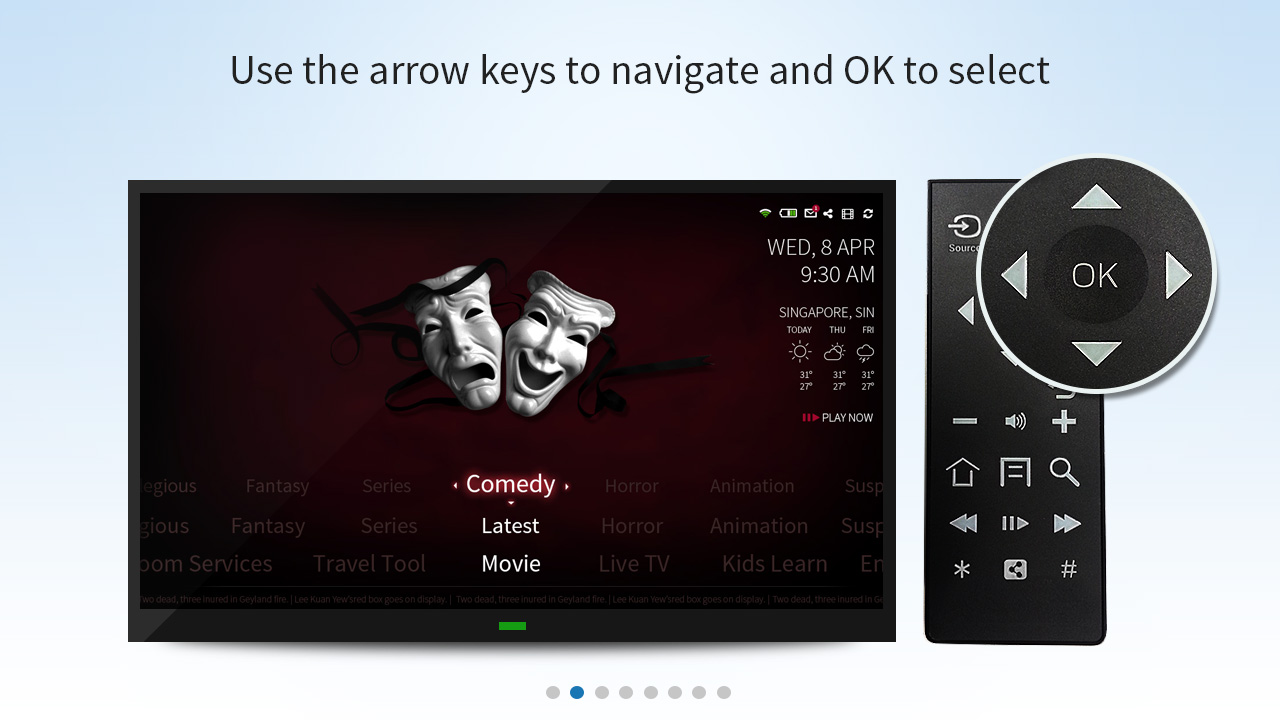 Use the arrow keys to navigate and OK to select
WED, 8 APR
9:30 AM
SINGAPORE, SIN
TODAY THU FRI
31° 31° 31°
27° 27° 27°
PLAY NOW
Source
OK
egious Fantasy Series Comedy Horror Animation Susp
gious Fantasy Series Latest Horror Animation Susp
oom Services Travel Tool Movie Live TV Kids Learn En
Two dead, three inured in Geyland fire. | Lee Kuan Yew'sred box goes on display. | Two dead, three inured in Geyland fire. | Lee Kuan Yew'sred box goes on display. | Two dead, three inured in Ge
* #